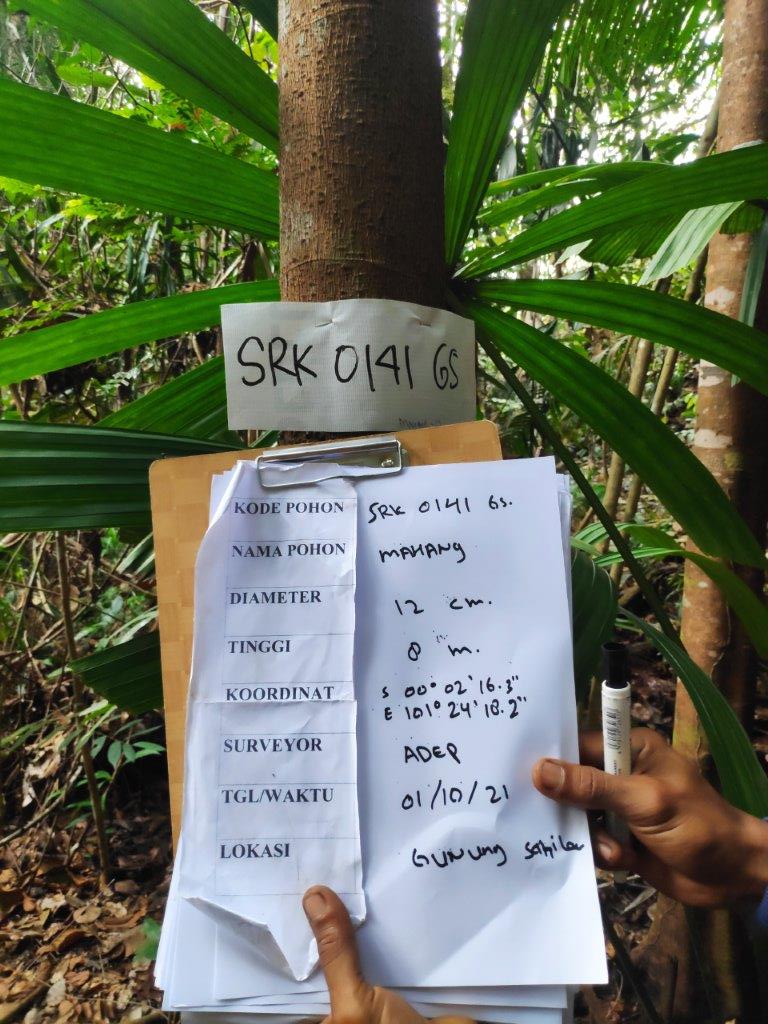 SRK 0141 GS
KODE POHON SRK 0141 GS.
NAMA POHON MAHANG
DIAMETER 12 cm.
TINGGI 8 m.
KOORDINAT S 00° 02' 16.3"
E 101° 24' 18.2"
SURVEYOR ADEP
TGL/WAKTU 01/10/21
LOKASI GUNUNG Sahilan